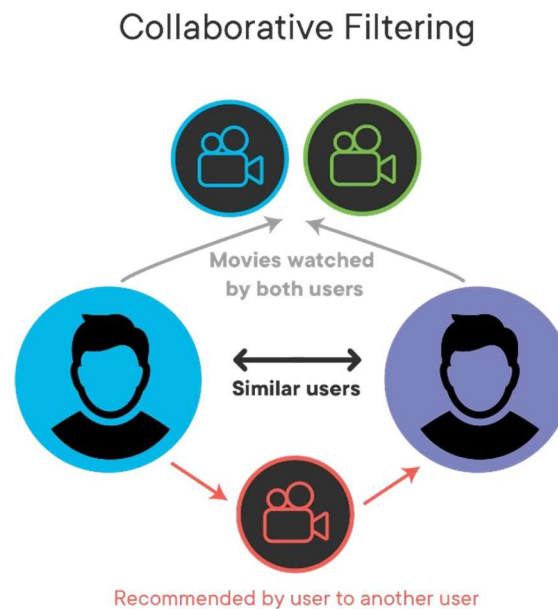 Collaborative Filtering
Movies watched
by both users
Similar users
Recommended by user to another user